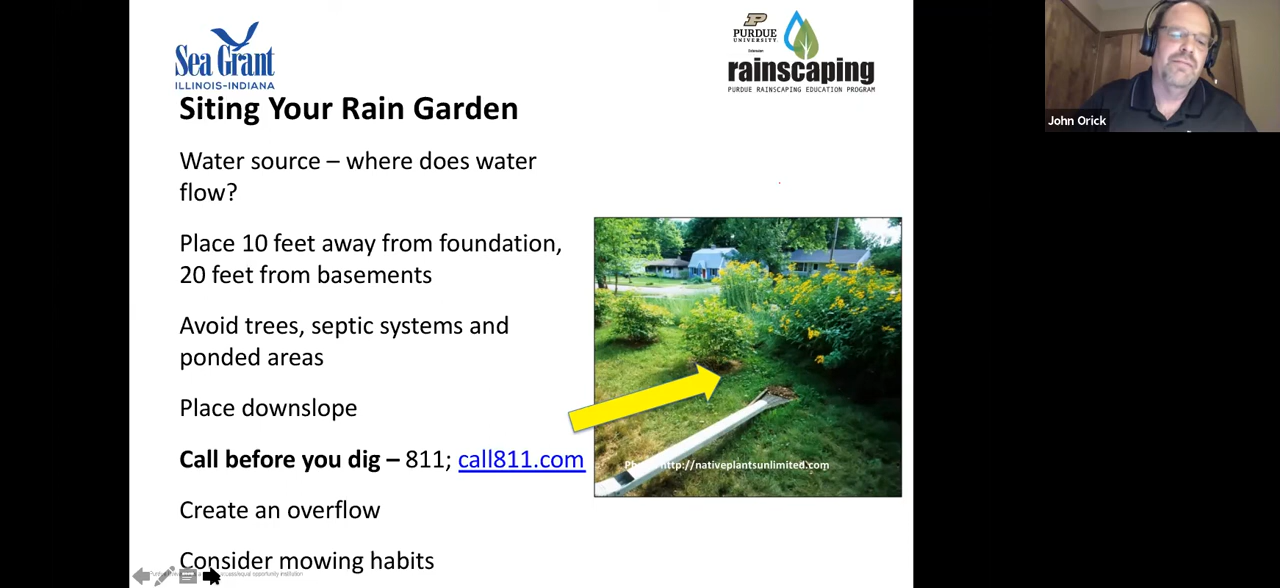 Sea Grant
ILLINOIS-INDIANA
PURDUE
UNIVERSITY
Extension
rainscaping
PURDUE RAINSCAPING EDUCATION PROGRAM
Siting Your Rain Garden
Water source – where does water
flow?
Place 10 feet away from foundation,
20 feet from basements
Avoid trees, septic systems and
ponded areas
Place downslope
Call before you dig – 811; call811.com
http://nativeplantsunlimited.com
Create an overflow
Consider mowing habits
opportunity institution
John Orick